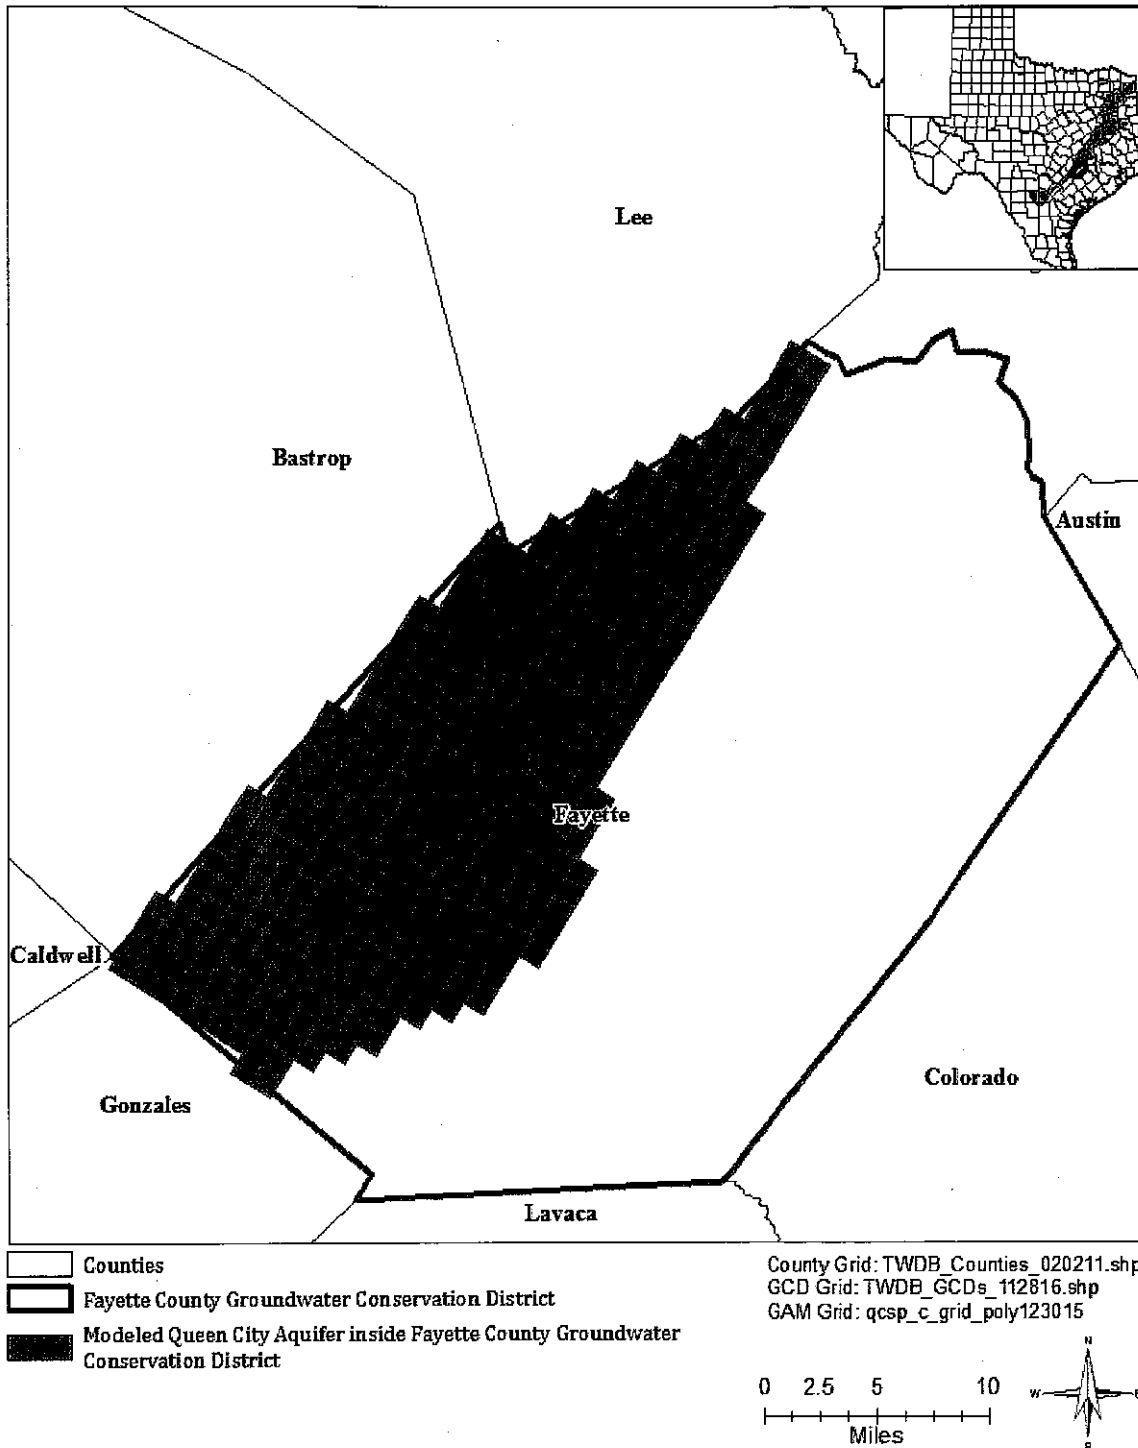 Lee
Bastrop
Austin
Fayette
Caldwell
Colorado
Gonzales
Lavaca
Counties
Fayette County Groundwater Conservation District
Modeled Queen City Aquifer inside Fayette County Groundwater
Conservation District
County Grid: TWDB_Counties_020211.shp
GCD Grid: TWDB_GCDs_112816.shp
GAM Grid: qcsp_c_grid_poly123015
0 2.5 5 10
Miles
N
W
E
S